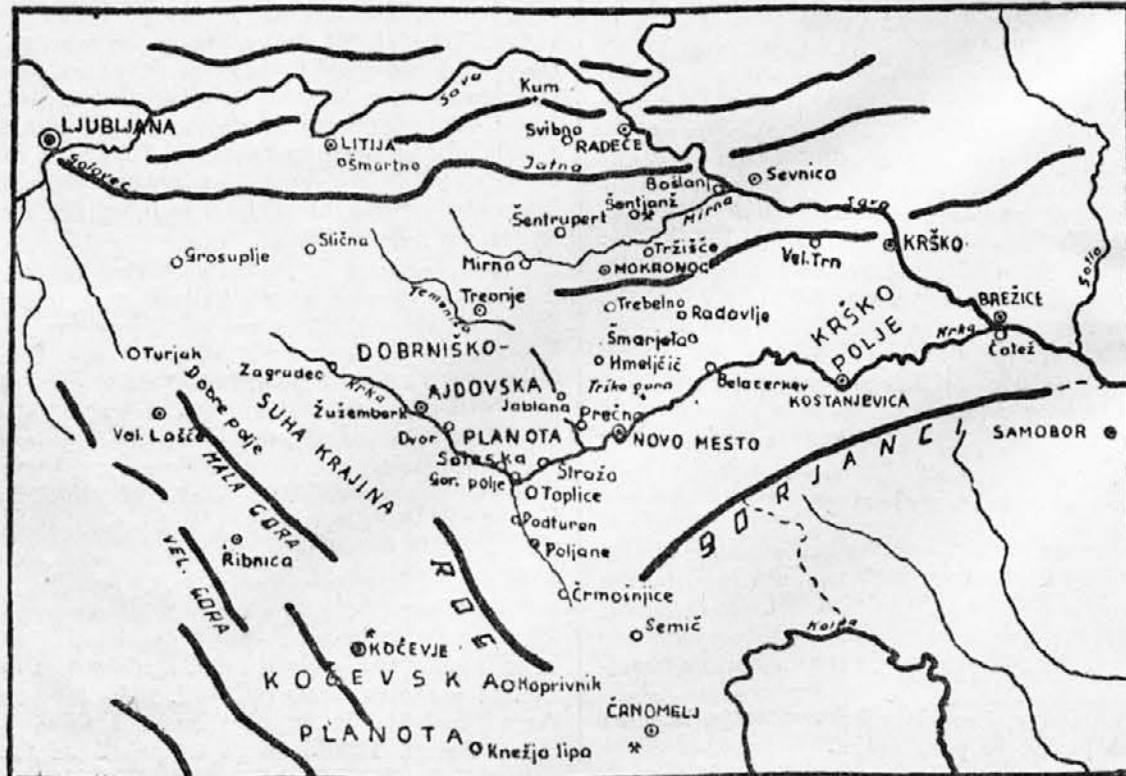 Sava
Kum
LJUBLJANA
Golovec
LITIJA
Šmartno
Svibno
RADEČE
Jatna
Boštanj
Sevnica
Šentjanž
Mirna
Sava
Šentrupert
Grosuplje
Slična
Mirna
Tržišče
MOKRONOG
Vel. Trn
KRŠKO
Sotla
Temenica
Trebnje
Trebelno
Radovlje
BREŽICE
Krka
Čatež
KRŠKO
POLJE
Turjak
DOBRNIŠKO-
Šmarjeta
Hmeljčič
Zagradec
Krka
AJDOVSKA
Jablana
Trška gora
Belacerkev
KOSTANJEVICA
Vel. Lašče
Dobre polje
SUHA KRAJINA
Žužemberk
Dvor
PLANOTA
Prečna
NOVO MESTO
SAMOBOR
MALA GORA
Soteska
Gor. polje
Straža
Toplice
GORJANCI
Podturen
Poljane
Ribnica
VEL. GORA
ROG
Črmošnjice
Semič
Kolpa
KOČEVJE
KOČEVSKA
Koprivnik
ČRNOMELJ
PLANOTA
Knežja lipa